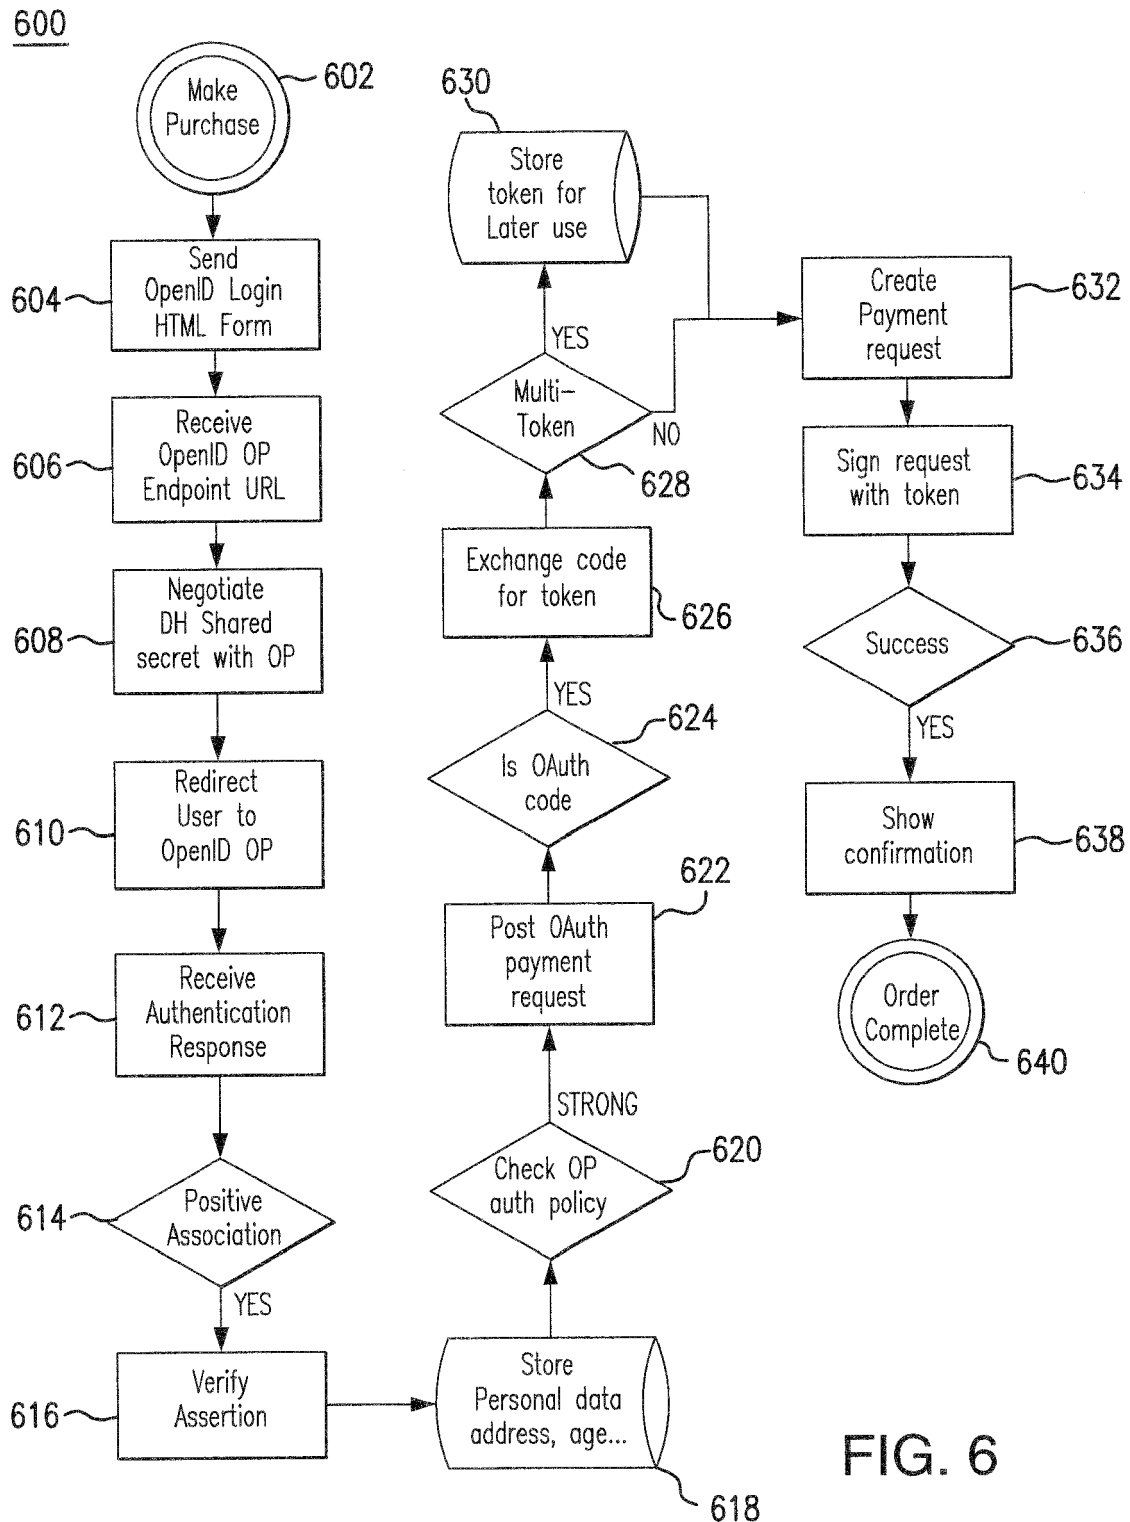 600
Make
Purchase
602
Send
OpenID Login
HTML Form
604
Receive
OpenID OP
Endpoint URL
606
Negotiate
DH Shared
secret with OP
608
Redirect
User to
OpenID OP
610
Receive
Authentication
Response
612
Positive
Association
614
YES
Verify
Assertion
616
Store
Personal data
address, age...
618
Check OP
auth policy
620
STRONG
Post OAuth
payment
request
622
Is OAuth
code
624
YES
Exchange code
for token
626
Multi-
Token
628
YES
NO
Store
token for
Later use
630
Create
Payment
request
632
Sign request
with token
634
Success
636
YES
Show
confirmation
638
Order
Complete
640
FIG. 6